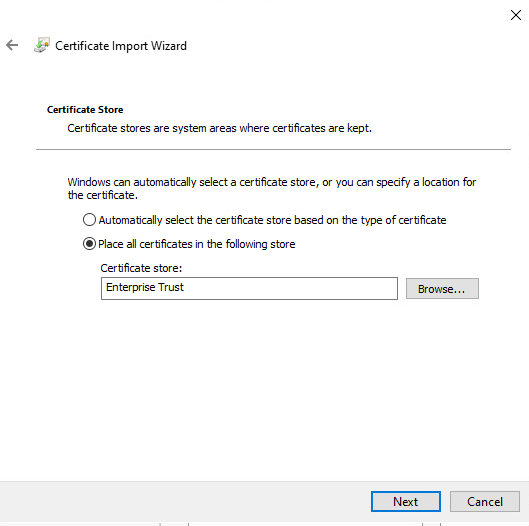 Certificate Import Wizard
Certificate Store
Certificate stores are system areas where certificates are kept.
Windows can automatically select a certificate store, or you can specify a location for
the certificate.
Automatically select the certificate store based on the type of certificate
Place all certificates in the following store
Certificate store:
Enterprise Trust
Browse...
Next
Cancel